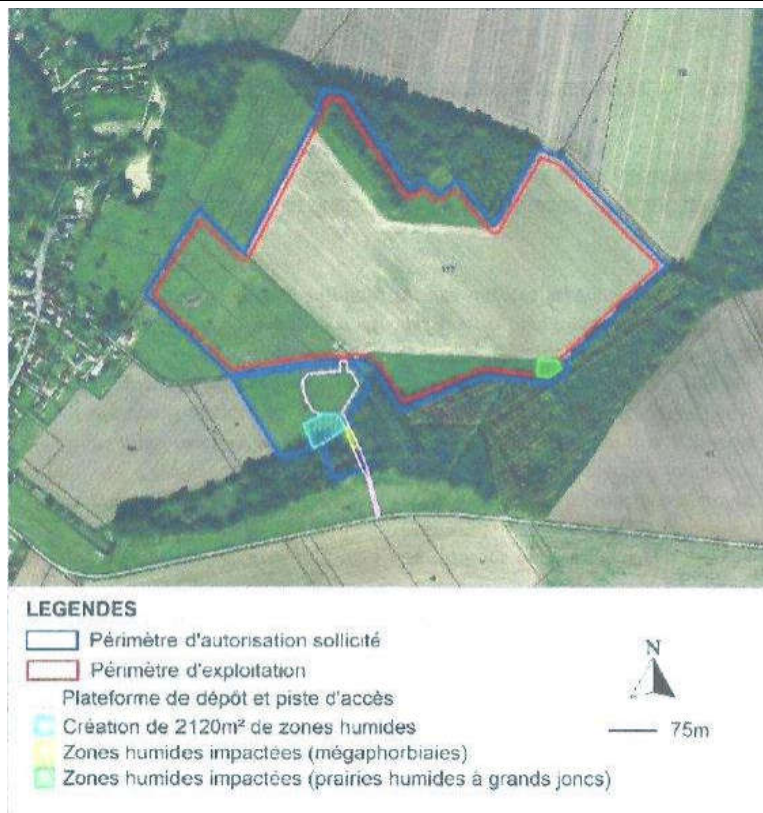 LEGENDES
Périmètre d'autorisation sollicité
Périmètre d'exploitation
Plateforme de dépôt et piste d'accès
Création de 2120m² de zones humides
Zones humides impactées (mégaphorbiaies)
Zones humides impactées (prairies humides à grands joncs)
N
75m